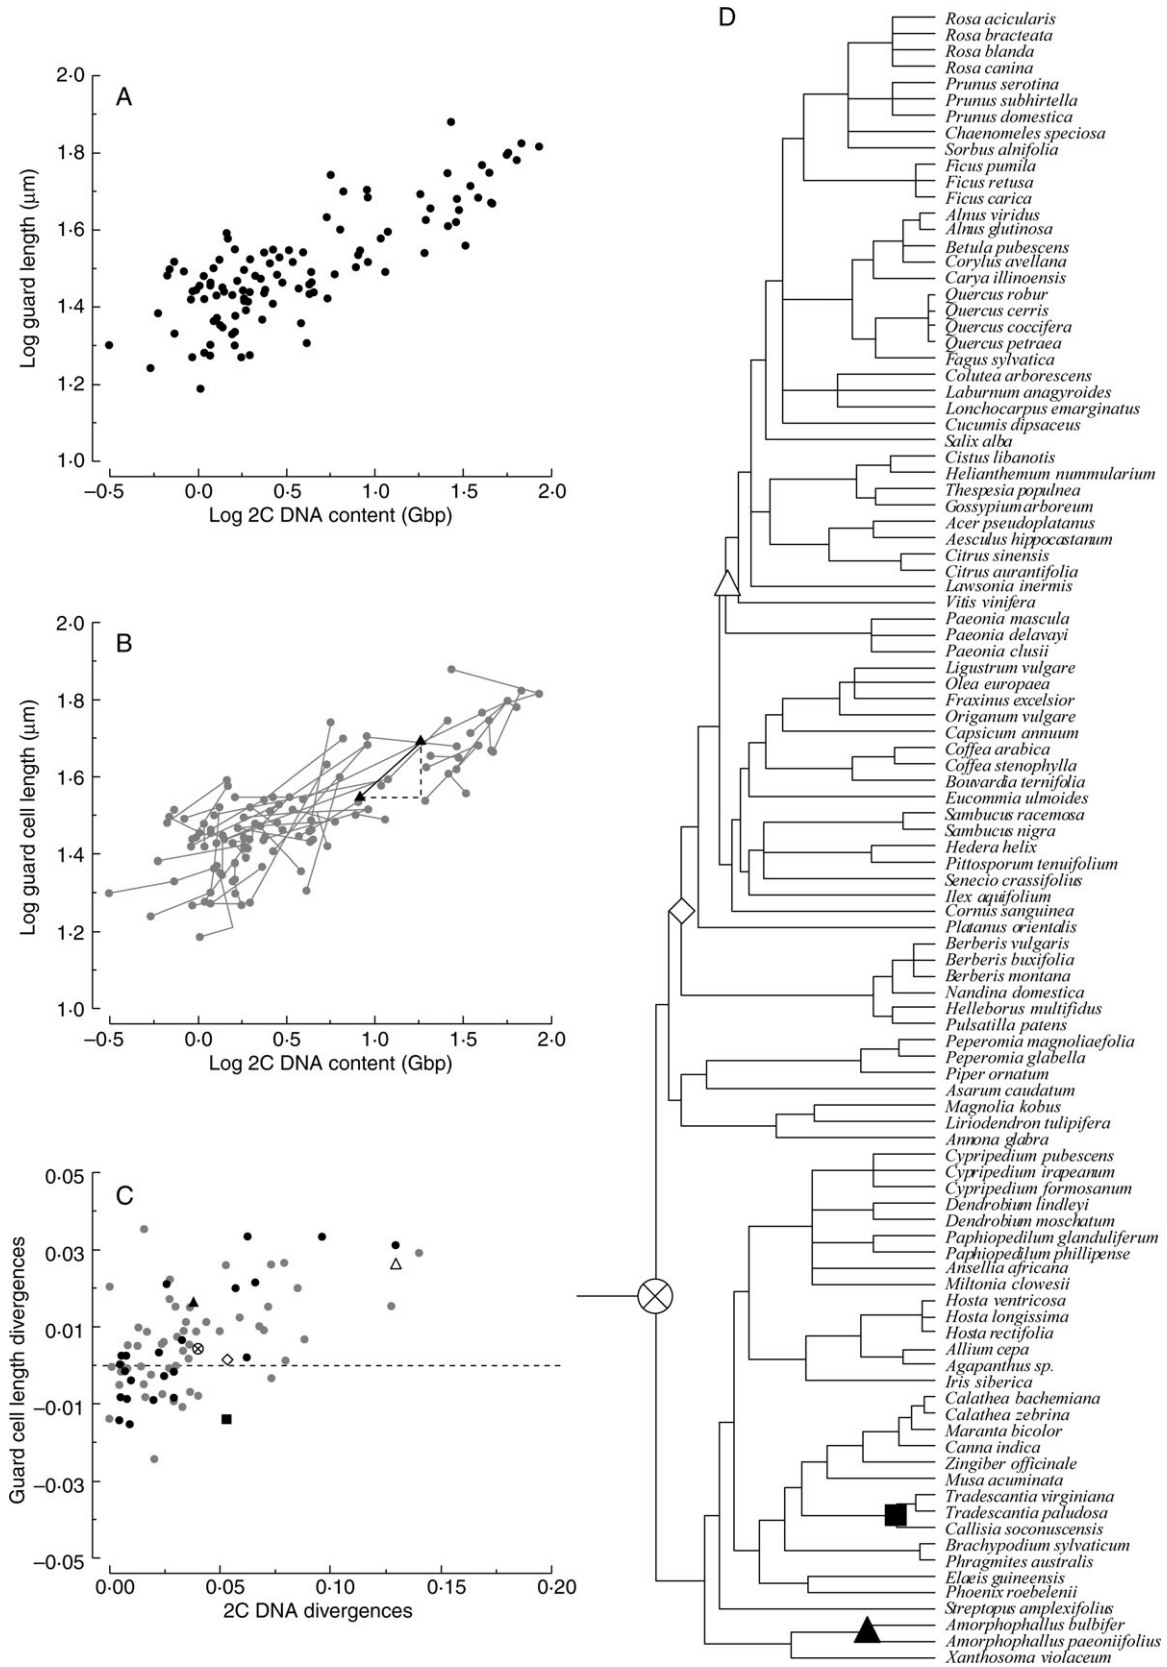 A
2·0
1·8
1·6
1·4
1·2
1·0
Log guard length (μm)
−0.5
0.0
0.5
1.0
1.5
2.0
Log 2C DNA content (Gbp)
B
2·0
1·8
1·6
1·4
1·2
1·0
Log guard cell length (μm)
−0.5
0.0
0.5
1.0
1.5
2.0
Log 2C DNA content (Gbp)
C
0.05
0.03
0.01
−0.01
−0.03
−0.05
Guard cell length divergences
0.00
0.05
0.10
0.15
0.20
2C DNA divergences
D
Rosa acicularis
Rosa bracteata
Rosa blanda
Rosa canina
Prunus serotina
Prunus subhirtella
Prunus domestica
Chaenomeles speciosa
Sorbus alnifolia
Ficus pumila
Ficus retusa
Ficus carica
Alnus viridus
Alnus glutinosa
Betula pubescens
Corylus avellana
Carya illinoensis
Quercus robur
Quercus cerris
Quercus coccifera
Quercus petraea
Fagus sylvatica
Colutea arborescens
Laburnum anagyroides
Lonchocarpus emarginatus
Cucumis dipsaceus
Salix alba
Cistus libanotis
Helianthemum nummularium
Thespesia populnea
Gossypium arboreum
Acer pseudoplatanus
Aesculus hippocastanum
Citrus sinensis
Citrus aurantifolia
Lawsonia inermis
Vitis vinifera
Paeonia mascula
Paeonia delavayi
Paeonia clusii
Ligustrum vulgare
Olea europaea
Fraxinus excelsior
Origanum vulgare
Capsicum annuum
Coffea arabica
Coffea stenophylla
Bouvardia ternifolia
Eucommia ulmoides
Sambucus racemosa
Sambucus nigra
Hedera helix
Pittosporum tenuifolium
Senecio crassifolius
Ilex aquifolium
Cornus sanguinea
Platanus orientalis
Berberis vulgaris
Berberis buxifolia
Berberis montana
Nandina domestica
Helleborus multifidus
Pulsatilla patens
Peperomia magnoliaefolia
Peperomia glabella
Piper ornatum
Asarum caudatum
Magnolia kobus
Liriodendron tulipifera
Annona glabra
Cypripedium pubescens
Cypripedium irapeanum
Cypripedium formosanum
Dendrobium lindleyi
Dendrobium moschatum
Paphiopedilum glanduliferum
Paphiopedilum phillipense
Ansellia africana
Miltonia clowesii
Hosta ventricosa
Hosta longissima
Hosta rectifolia
Allium cepa
Agapanthus sp.
Iris siberica
Calathea bachemiana
Calathea zebrina
Maranta bicolor
Canna indica
Zingiber officinale
Musa acuminata
Tradescantia virginiana
Tradescantia paludosa
Callisia soconuscensis
Brachypodium sylvaticum
Phragmites australis
Elaeis guineensis
Phoenix roebelenii
Streptopus amplexifolius
Amorphophallus bulbifer
Amorphophallus paeoniifolius
Xanthosoma violaceum